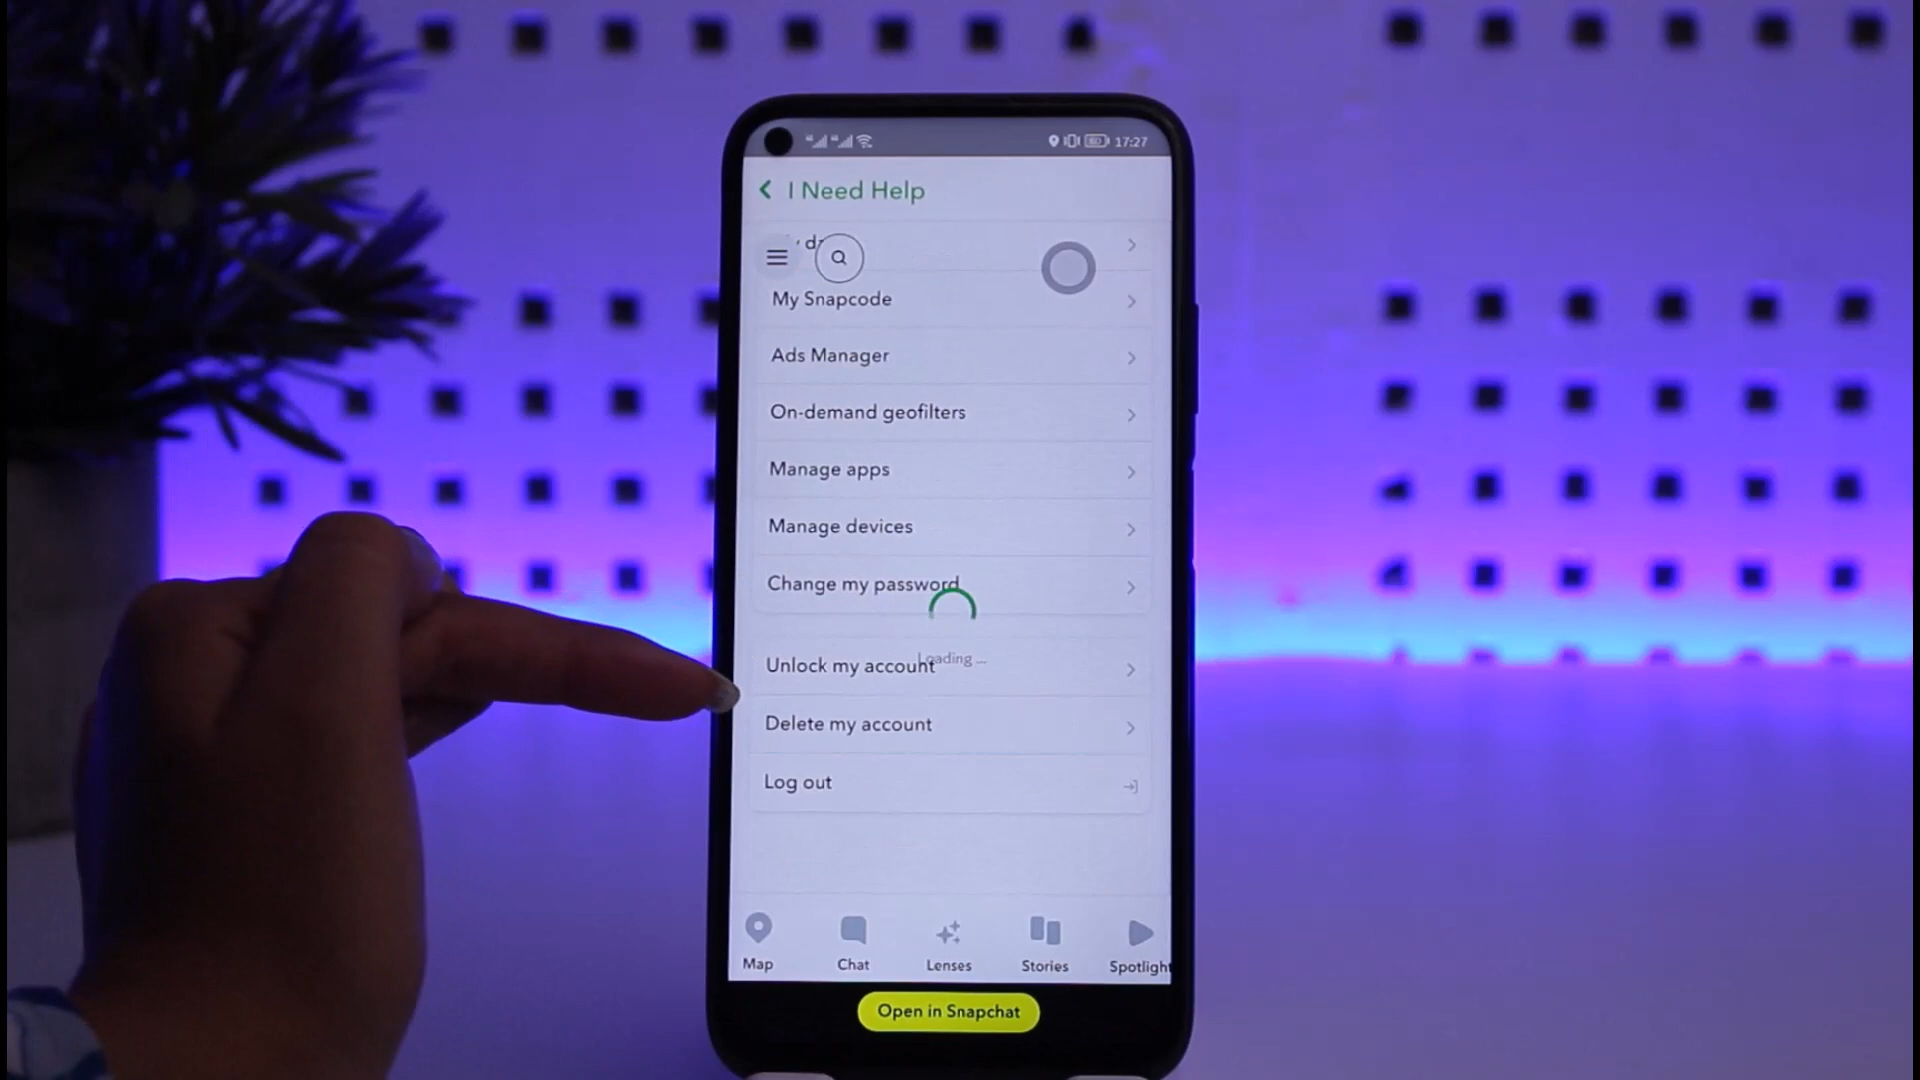 17:27
I Need Help
My Snapcode
Ads Manager
On-demand geofilters
Manage apps
Manage devices
Change my password
Loading ...
Unlock my account
Delete my account
Log out
Map
Chat
Lenses
Stories
Spotlight
Open in Snapchat